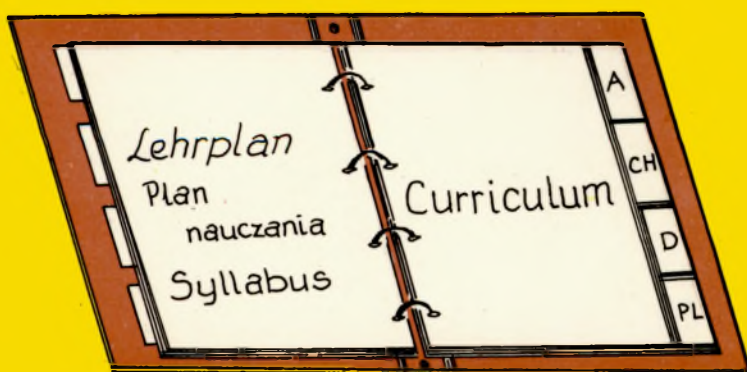 Lehrplan
Plan
nauczania
Syllabus
Curriculum
A
CH
D
PL